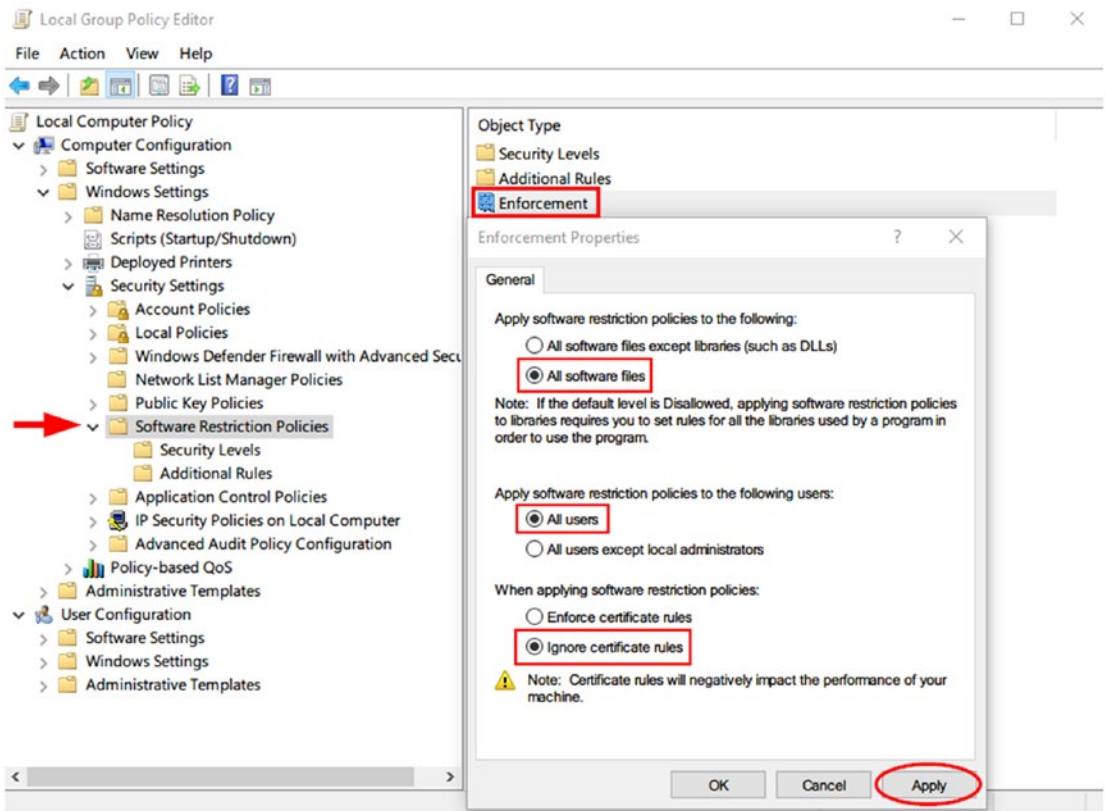 Local Group Policy Editor
File Action View Help
Local Computer Policy
Computer Configuration
Software Settings
Windows Settings
Name Resolution Policy
Scripts (Startup/Shutdown)
Deployed Printers
Security Settings
Account Policies
Local Policies
Windows Defender Firewall with Advanced Secu
Network List Manager Policies
Public Key Policies
Software Restriction Policies
Security Levels
Additional Rules
Application Control Policies
IP Security Policies on Local Computer
Advanced Audit Policy Configuration
Policy-based QoS
Administrative Templates
User Configuration
Software Settings
Windows Settings
Administrative Templates
Object Type
Security Levels
Additional Rules
Enforcement
Enforcement Properties
General
Apply software restriction policies to the following:
All software files except libraries (such as DLLs)
All software files
Note: If the default level is Disallowed, applying software restriction policies
to libraries requires you to set rules for all the libraries used by a program in
order to use the program.
Apply software restriction policies to the following users:
All users
All users except local administrators
When applying software restriction policies:
Enforce certificate rules
Ignore certificate rules
Note: Certificate rules will negatively impact the performance of your
machine.
OK Cancel Apply